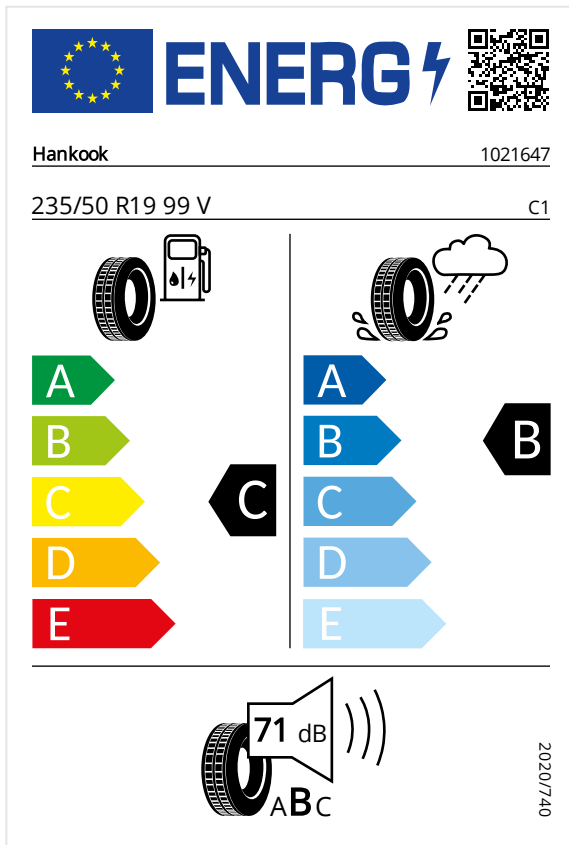 ENERG
Hankook 1021647
235/50 R19 99 V C1
A
B
C
D
E
C
A
B
C
D
E
B
71 dB
ABC
2020/740